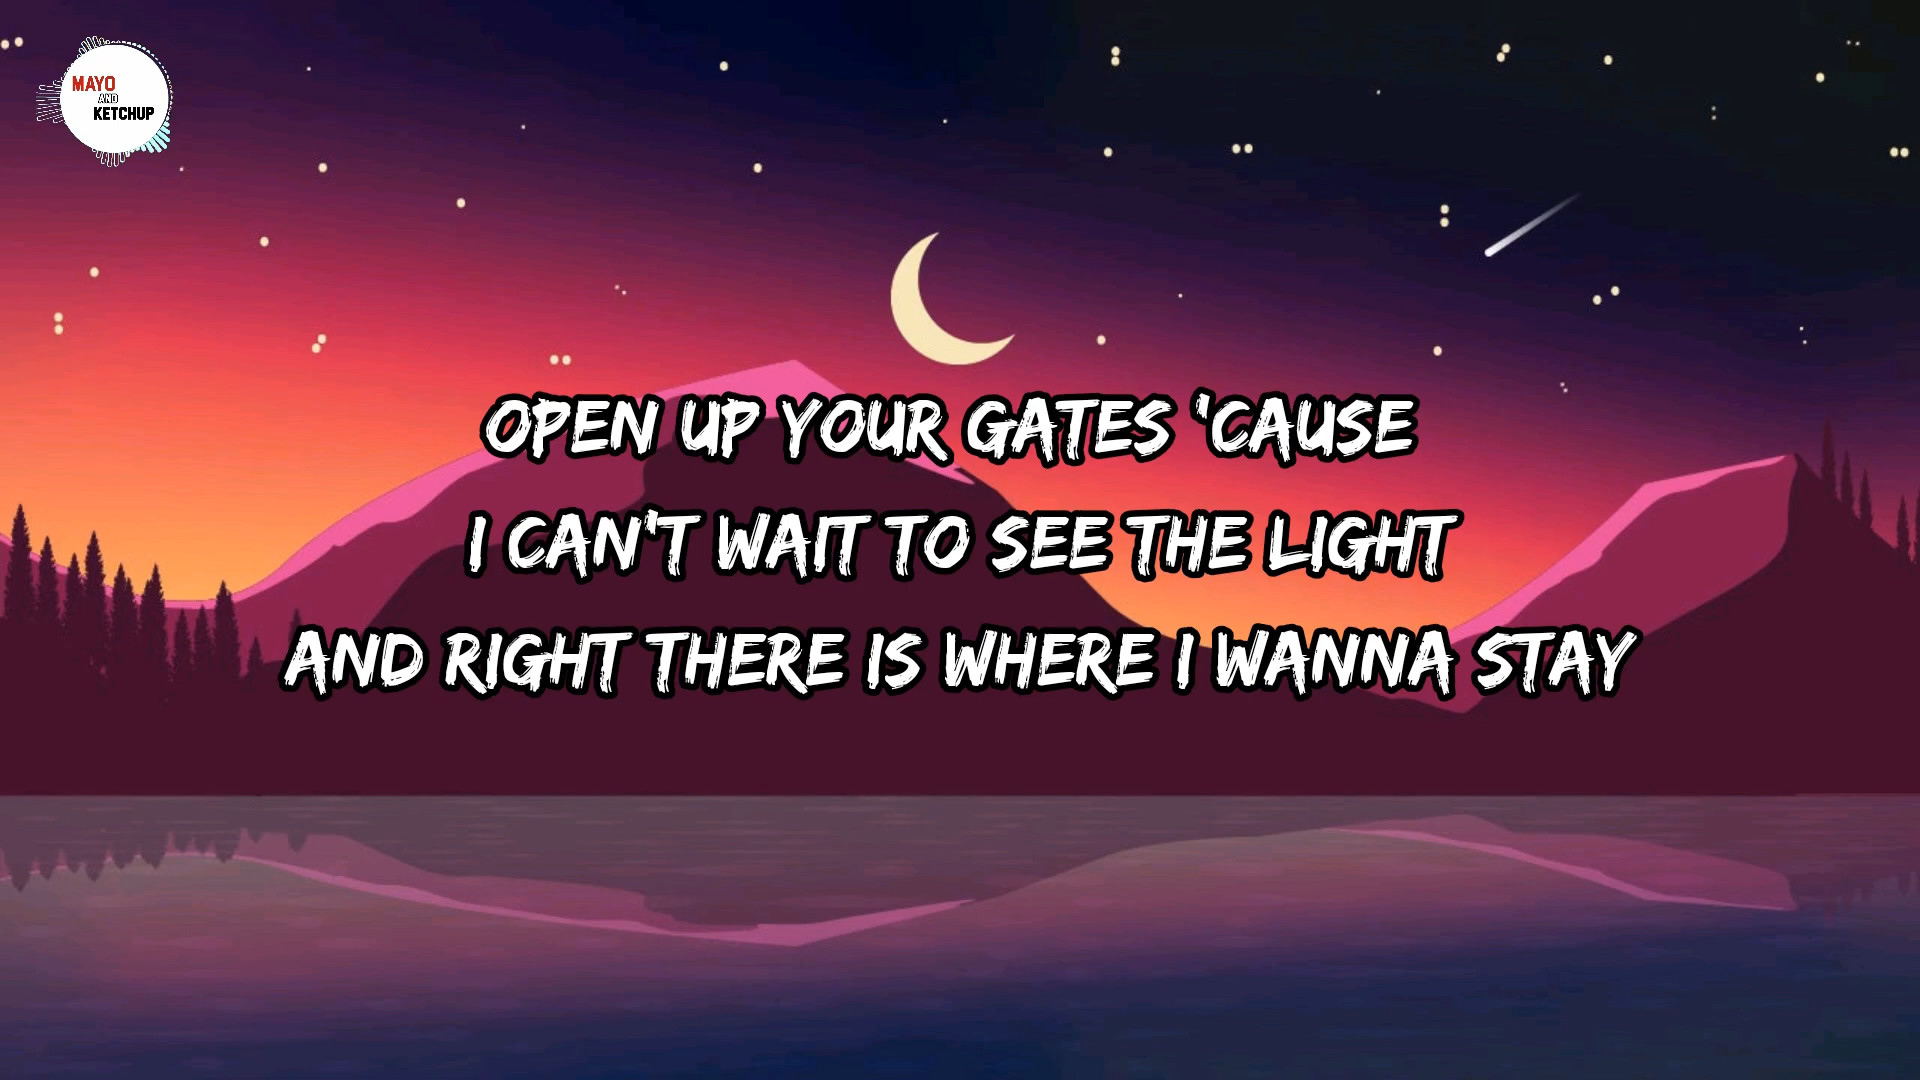 MAYO
AND
KETCHUP
OPEN UP YOUR GATES 'CAUSE
I CAN'T WAIT TO SEE THE LIGHT
AND RIGHT THERE IS WHERE I WANNA STAY